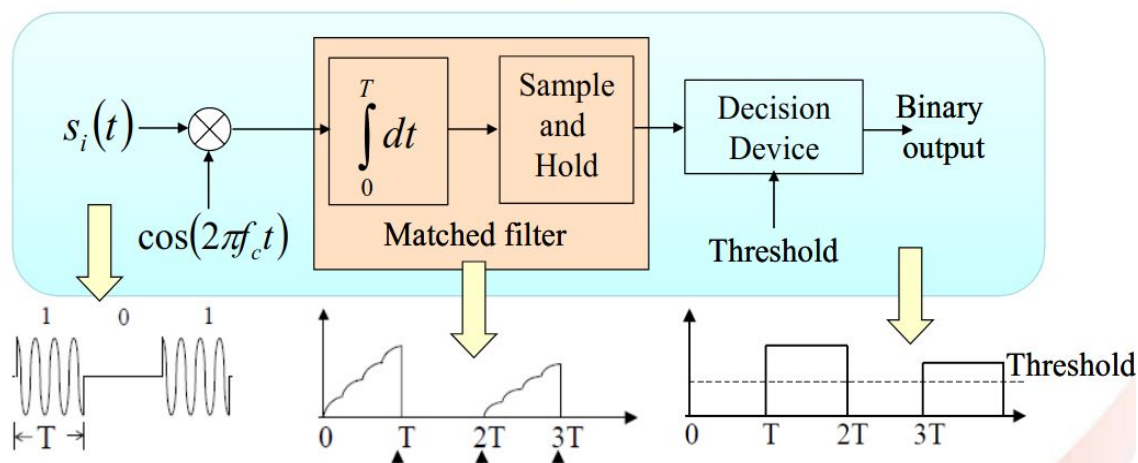 s_i(t)
cos(2πf_c t)
∫_0^T dt
Sample
and
Hold
Matched filter
Decision
Device
Threshold
Binary
output
1 0 1
T
0 T 2T 3T
Threshold
0 T 2T 3T